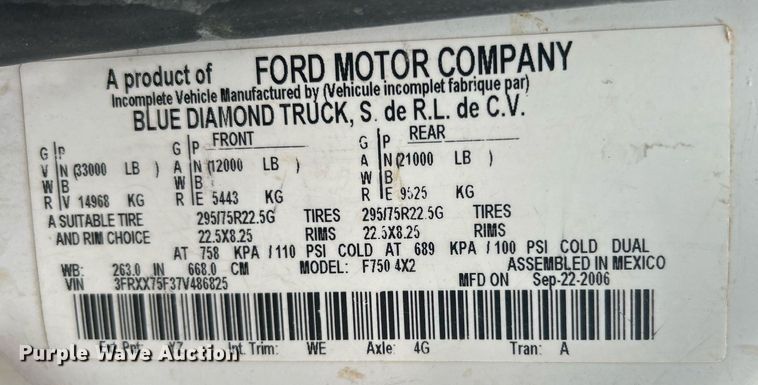 A product of FORD MOTOR COMPANY
Incomplete Vehicle Manufactured by (Vehicule incomplet fabrique par)
BLUE DIAMOND TRUCK, S. de R.L. de C.V.
FRONT REAR
G P G P G P
V N (33000 LB ) A N (12000 LB ) A N (21000 LB )
W B W B W B
R V 14968 KG R E 5443 KG R E 9525 KG
A SUITABLE TIRE 295/75R22.5G TIRES 295/75R22.5G
AND RIM CHOICE 22.5X8.25 RIMS 22.5X8.25
AT 758 KPA / 110 PSI COLD AT 689 KPA / 100 PSI COLD DUAL
WB: 263.0 IN 668.0 CM MODEL: F750 4X2 ASSEMBLED IN MEXICO
VIN 3FRXX75F37V486825 MFD ON Sep-22-2006
Ext. Pnt: YZ Int. Trim: WE Axle: 4G Tran: A
Purple Wave Auction